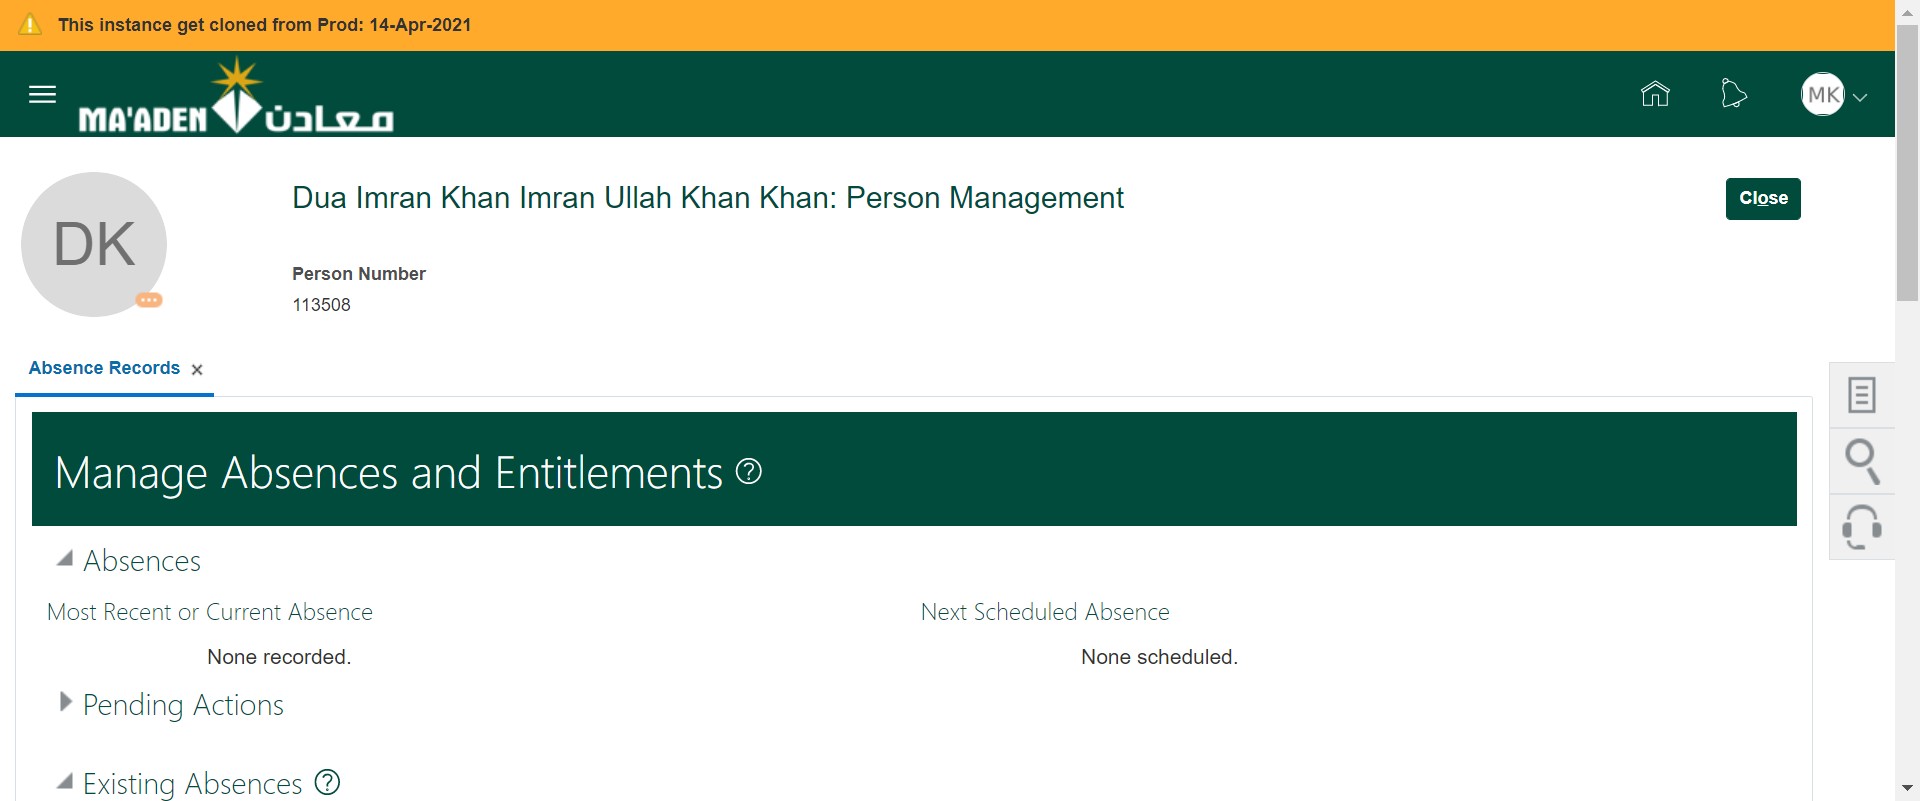 This instance get cloned from Prod: 14-Apr-2021
MA'ADEN معادن
MK
DK
Dua Imran Khan Imran Ullah Khan Khan: Person Management
Close
Person Number
113508
Absence Records
Manage Absences and Entitlements
Absences
Most Recent or Current Absence
Next Scheduled Absence
None recorded.
None scheduled.
Pending Actions
Existing Absences